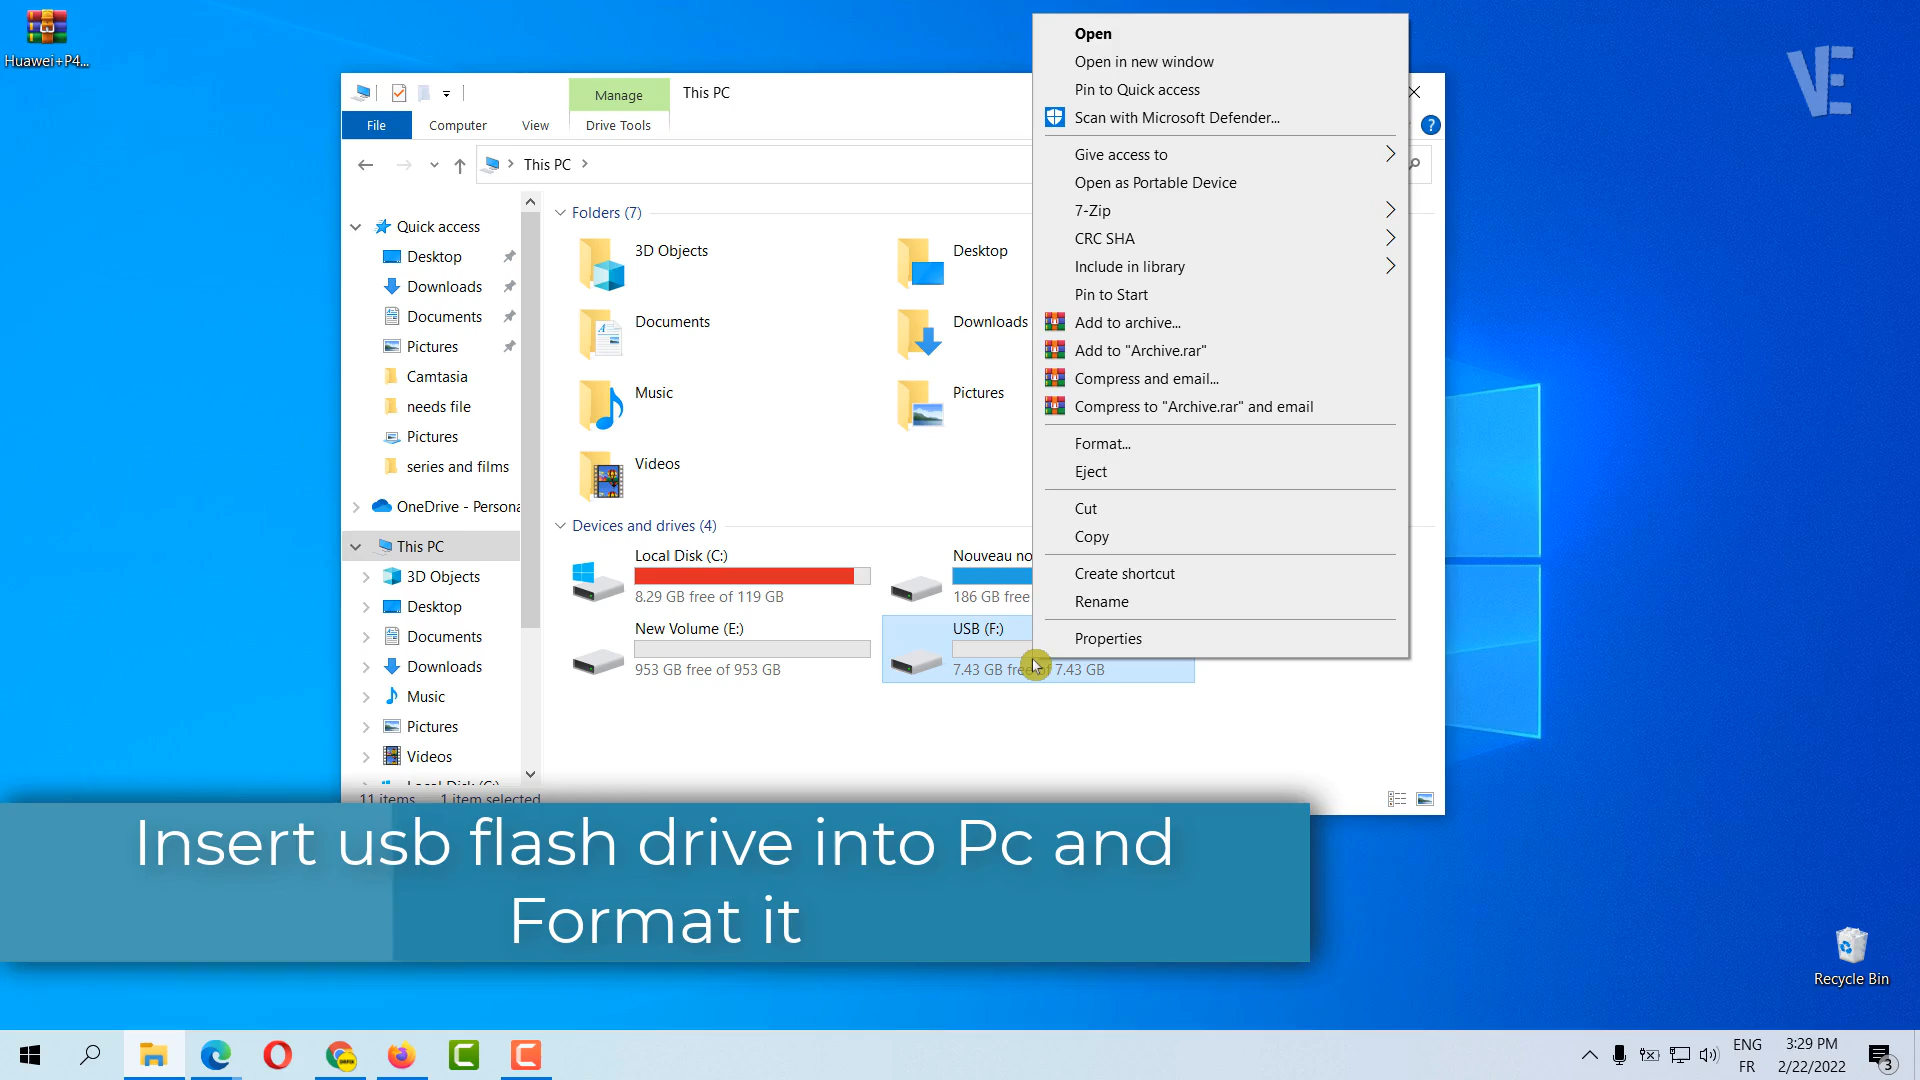 Huawei+P4...
Manage
This PC
File
Computer
View
Drive Tools
This PC
Quick access
Desktop
Downloads
Documents
Pictures
Camtasia
needs file
Pictures
series and films
OneDrive - Persona
This PC
3D Objects
Desktop
Documents
Downloads
Music
Pictures
Videos
Folders (7)
3D Objects
Desktop
Documents
Downloads
Music
Pictures
Videos
Devices and drives (4)
Local Disk (C:)
8.29 GB free of 119 GB
Nouveau no
186 GB free
New Volume (E:)
953 GB free of 953 GB
USB (F:)
7.43 GB free of 7.43 GB
11 items
1 item selected
Open
Open in new window
Pin to Quick access
Scan with Microsoft Defender...
Give access to
Open as Portable Device
7-Zip
CRC SHA
Include in library
Pin to Start
Add to archive...
Add to "Archive.rar"
Compress and email...
Compress to "Archive.rar" and email
Format...
Eject
Cut
Copy
Create shortcut
Rename
Properties
VE
Insert usb flash drive into Pc and
Format it
Recycle Bin
ENG
FR
3:29 PM
2/22/2022
3